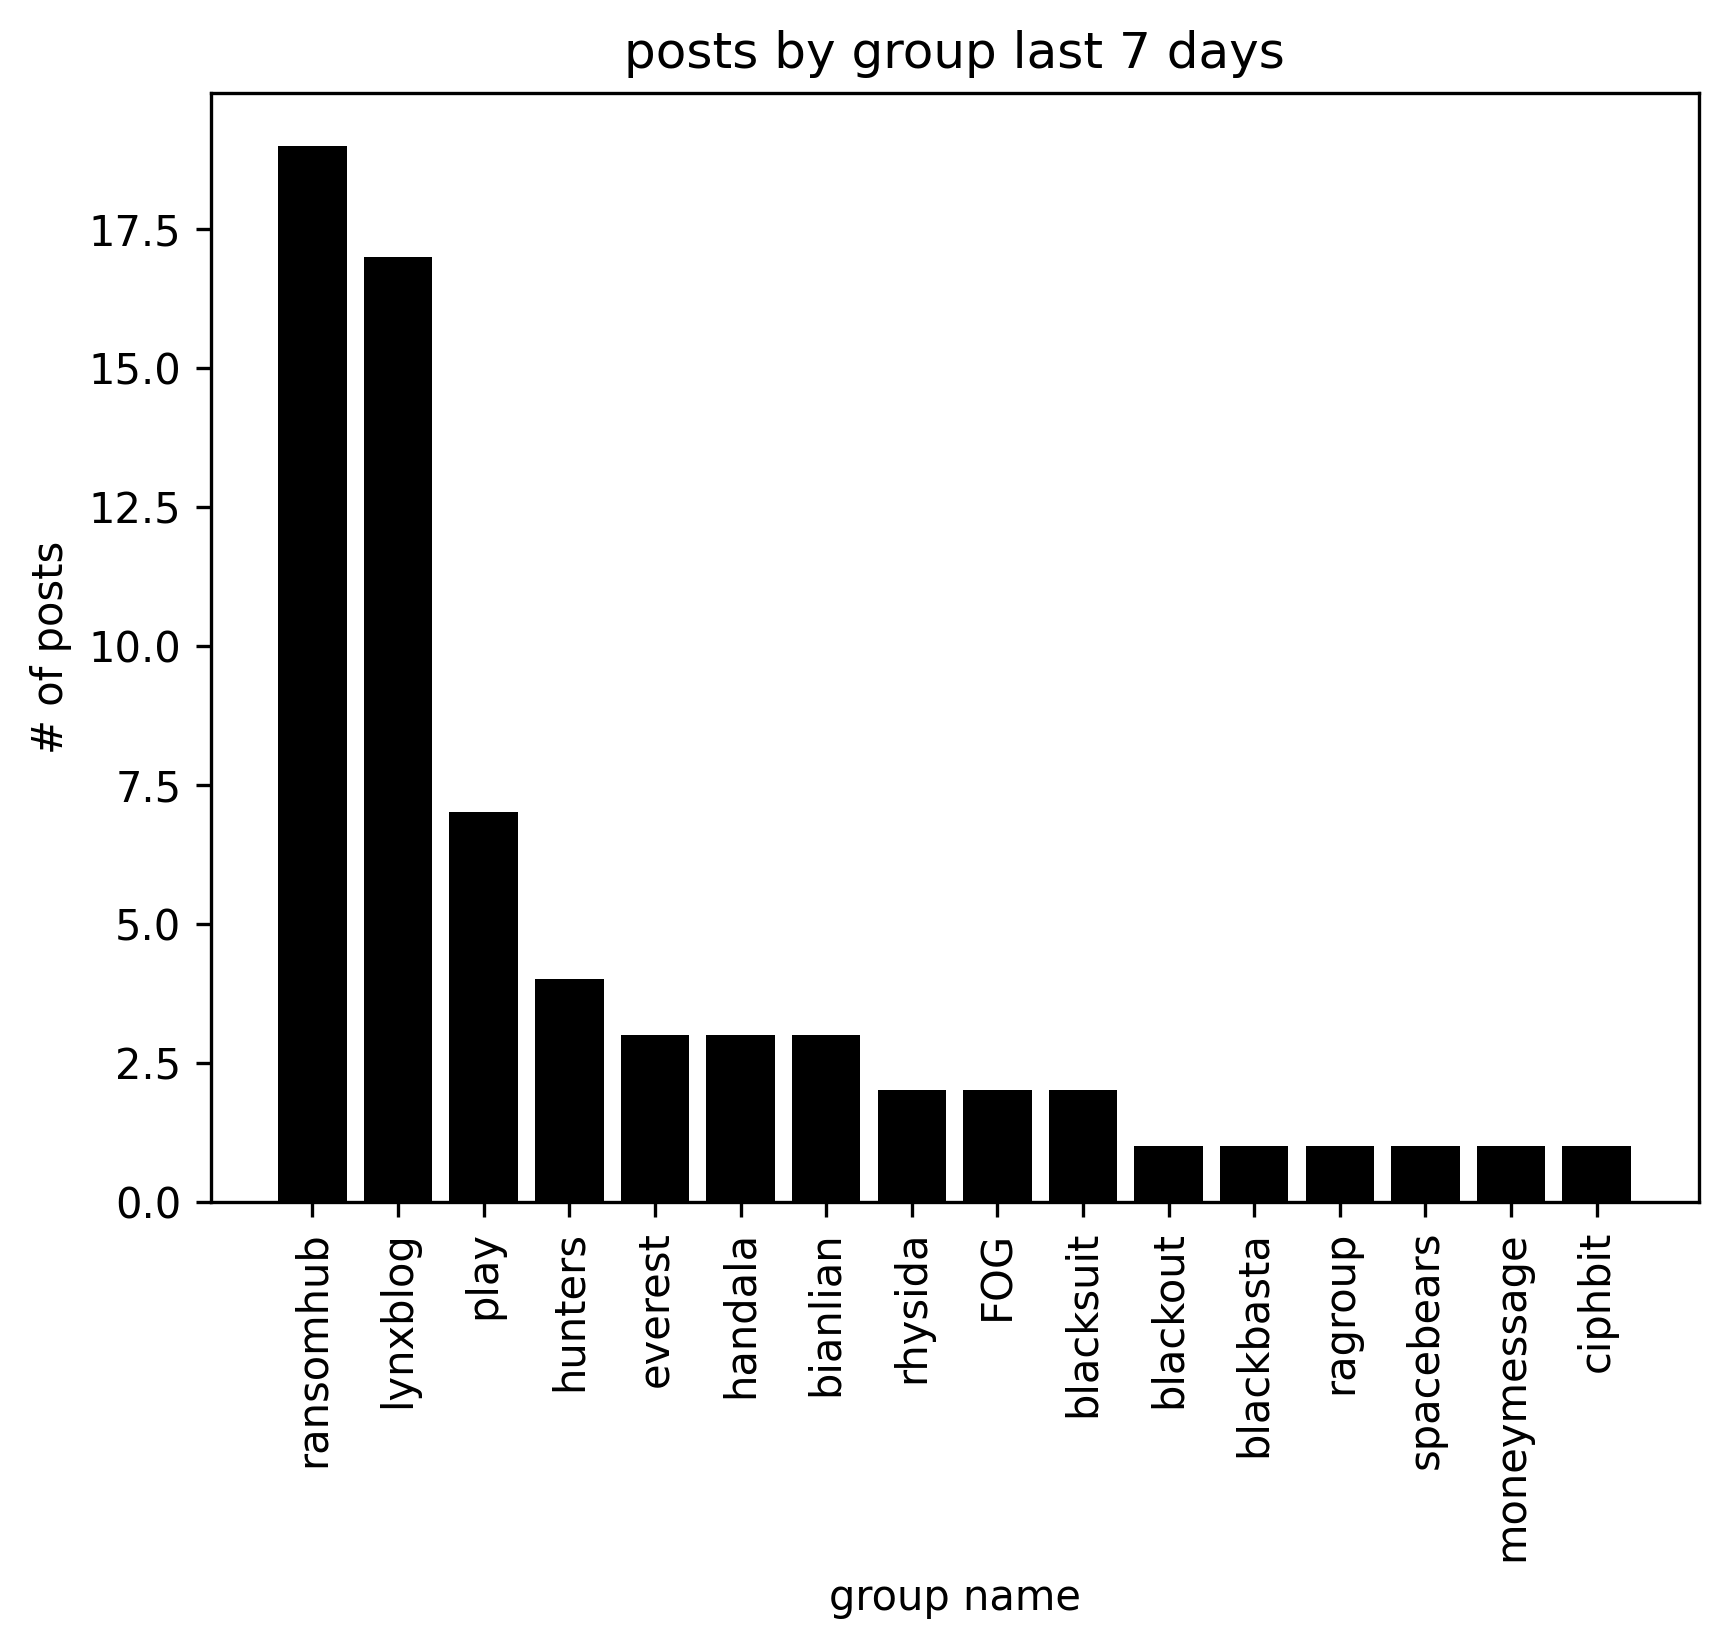 posts by group last 7 days
17.5
15.0
12.5
10.0
7.5
5.0
2.5
0.0
# of posts
ransomhub
lynxblog
play
hunters
everest
handala
bianlian
rhysida
FOG
blacksuit
blackout
blackbasta
ragroup
spacebears
moneymessage
ciphbit
group name